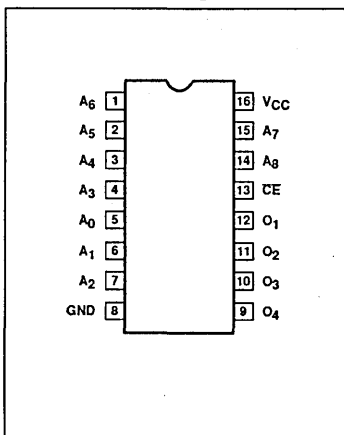 A6 1 16 VCC
A5 2 15 A7
A4 3 14 A8
A3 4 13 C̅E̅
A0 5 12 O1
A1 6 11 O2
A2 7 10 O3
GND 8 9 O4